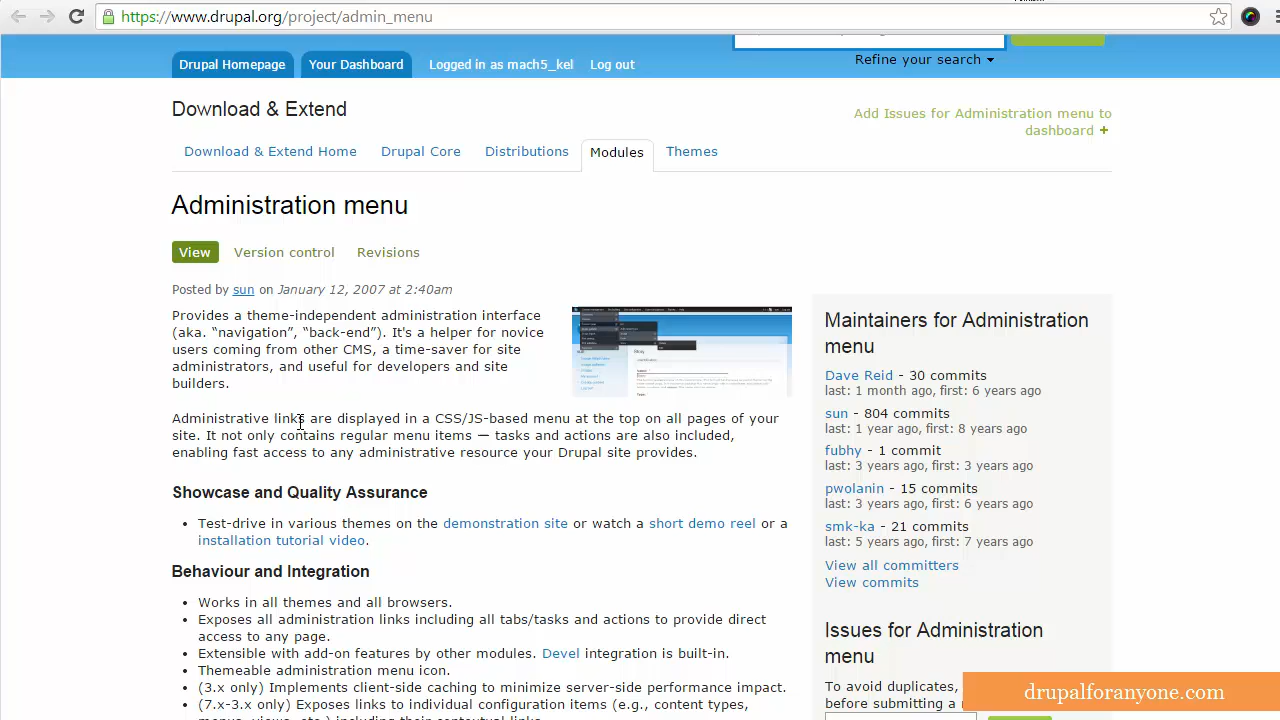 https://www.drupal.org/project/admin_menu
Refine your search
Drupal Homepage
Your Dashboard
Logged in as mach5_kel
Log out
Download & Extend
Add Issues for Administration menu to
dashboard +
Download & Extend Home
Drupal Core
Distributions
Modules
Themes
Administration menu
View
Version control
Revisions
Posted by sun on January 12, 2007 at 2:40am
Provides a theme-independent administration interface
(aka. “navigation”, “back-end”). It's a helper for novice
users coming from other CMS, a time-saver for site
administrators, and useful for developers and site
builders.
Administrative links are displayed in a CSS/JS-based menu at the top on all pages of your
site. It not only contains regular menu items — tasks and actions are also included,
enabling fast access to any administrative resource your Drupal site provides.
Showcase and Quality Assurance
• Test-drive in various themes on the demonstration site or watch a short demo reel or a
installation tutorial video.
Behaviour and Integration
• Works in all themes and all browsers.
• Exposes all administration links including all tabs/tasks and actions to provide direct
access to any page.
• Extensible with add-on features by other modules. Devel integration is built-in.
• Themeable administration menu icon.
• (3.x only) Implements client-side caching to minimize server-side performance impact.
• (7.x-3.x only) Exposes links to individual configuration items (e.g., content types,
menus, views, etc.) including their contextual links.
Maintainers for Administration
menu
Dave Reid - 30 commits
last: 1 month ago, first: 6 years ago
sun - 804 commits
last: 1 year ago, first: 8 years ago
fubhy - 1 commit
last: 3 years ago, first: 3 years ago
pwolanin - 15 commits
last: 3 years ago, first: 6 years ago
smk-ka - 21 commits
last: 5 years ago, first: 7 years ago
View all committers
View commits
Issues for Administration
menu
To avoid duplicates,
before submitting a
drupalforanyone.com